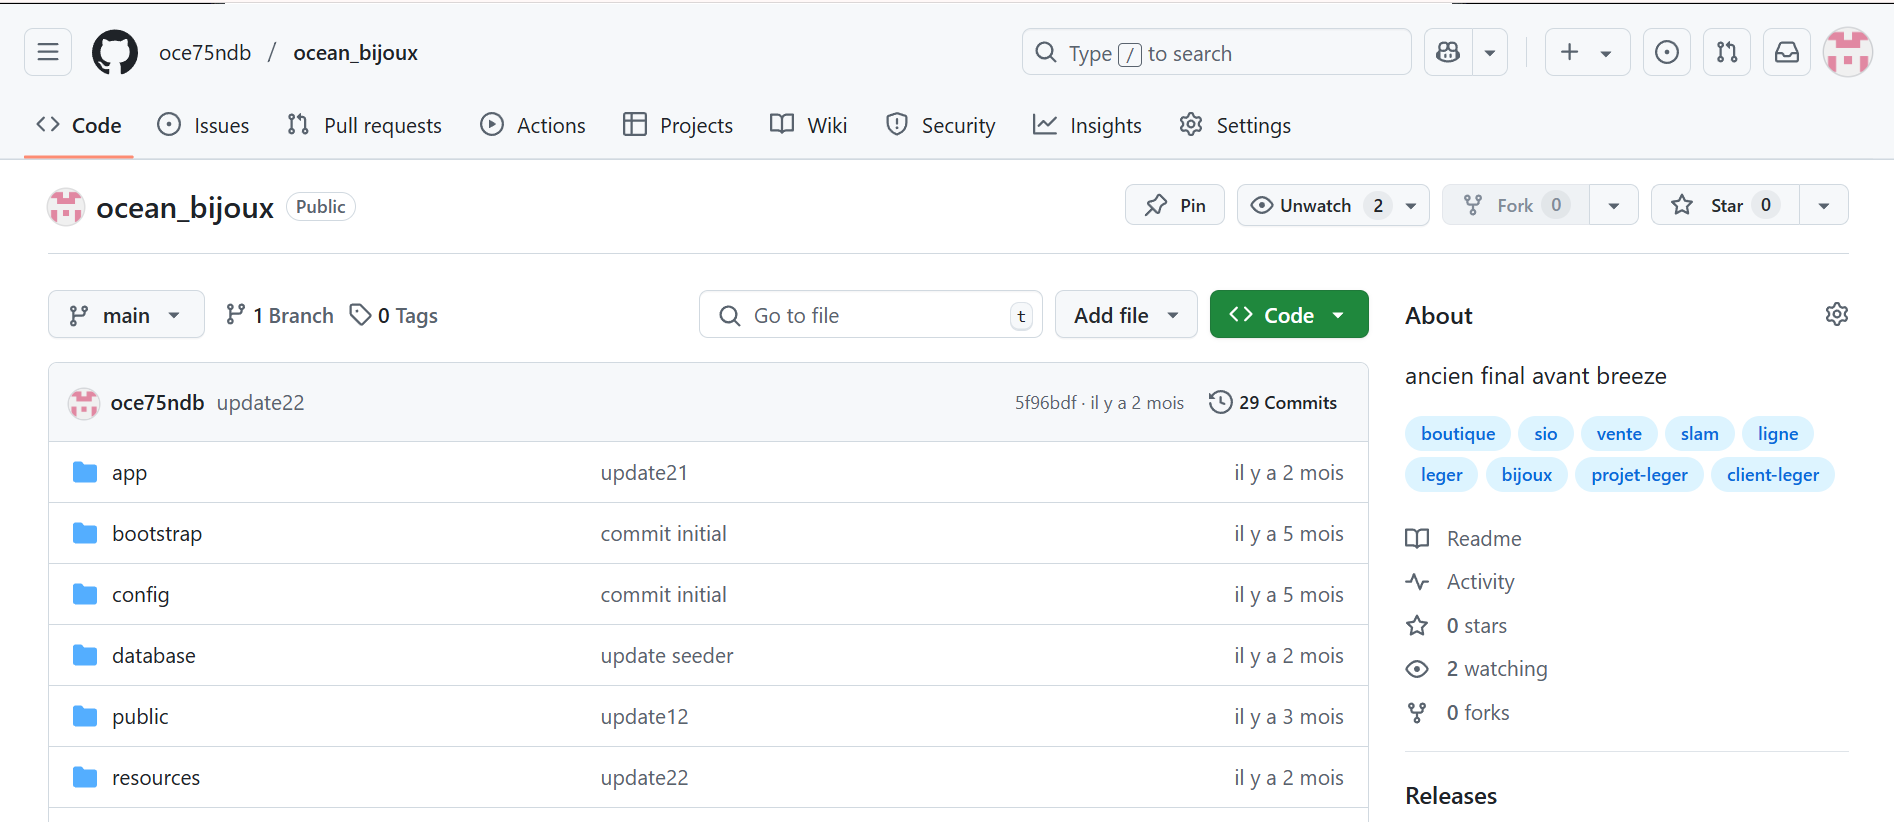 oce75ndb / ocean_bijoux
Type / to search
Code Issues Pull requests Actions Projects Wiki Security Insights Settings
ocean_bijoux Public
Pin Unwatch 2 Fork 0 Star 0
main 1 Branch 0 Tags
Go to file t Add file Code
oce75ndb update22 5f96bdf · il y a 2 mois 29 Commits
app update21 il y a 2 mois
bootstrap commit initial il y a 5 mois
config commit initial il y a 5 mois
database update seeder il y a 2 mois
public update12 il y a 3 mois
resources update22 il y a 2 mois
About
ancien final avant breeze
boutique sio vente slam ligne
leger bijoux projet-leger client-leger
Readme
Activity
0 stars
2 watching
0 forks
Releases